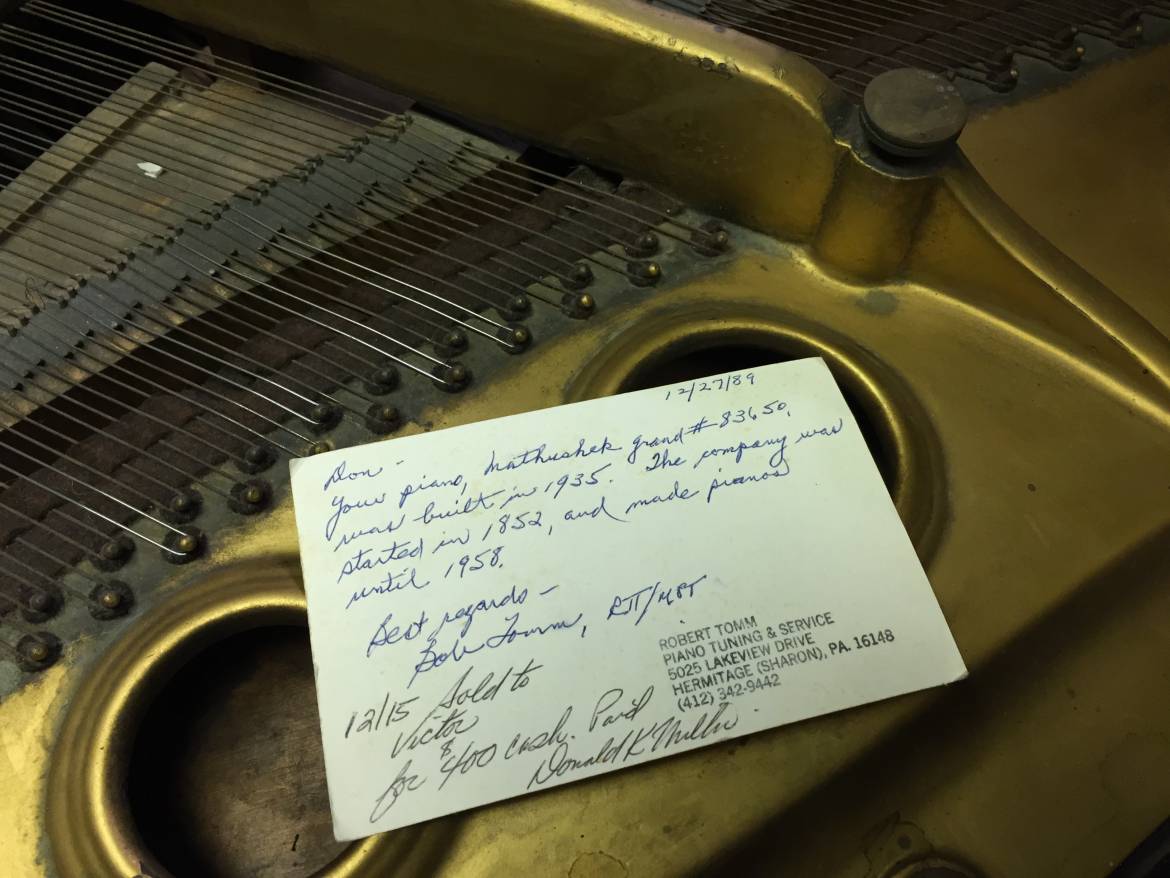 12/27/89
Don -
Your piano, Mathushek grand # 83650,
was built in 1935. The company was
started in 1852, and made pianos
until 1958.
Best regards -
Bob Tomm, RTT/MPT
ROBERT TOMM
PIANO TUNING & SERVICE
5025 LAKEVIEW DRIVE
HERMITAGE (SHARON), PA. 16148
(412) 342-9442
12/15 Sold to
Victor
for $400 cash. Paid
Donald K Miller